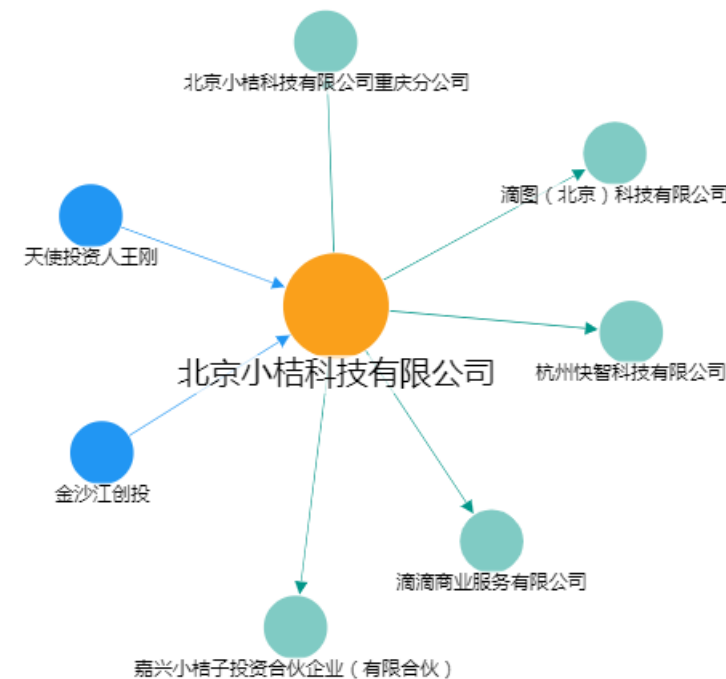 北京小桔科技有限公司重庆分公司
滴图（北京）科技有限公司
天使投资人王刚
北京小桔科技有限公司
杭州快智科技有限公司
金沙江创投
滴滴商业服务有限公司
嘉兴小桔子投资合伙企业（有限合伙）